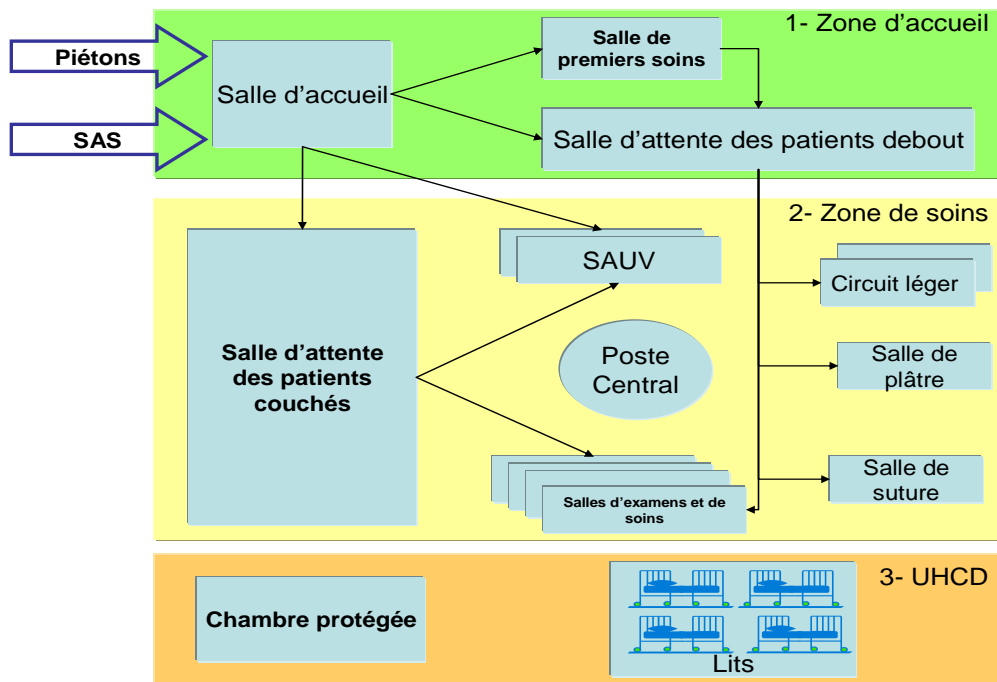 1- Zone d’accueil
Piétons
SAS
Salle d’accueil
Salle de
premiers soins
Salle d’attente des patients debout
2- Zone de soins
Salle d’attente
des patients
couchés
SAUV
Poste
Central
Salles d’examens et de
soins
Circuit léger
Salle de
plâtre
Salle de
suture
3- UHCD
Chambre protégée
Lits